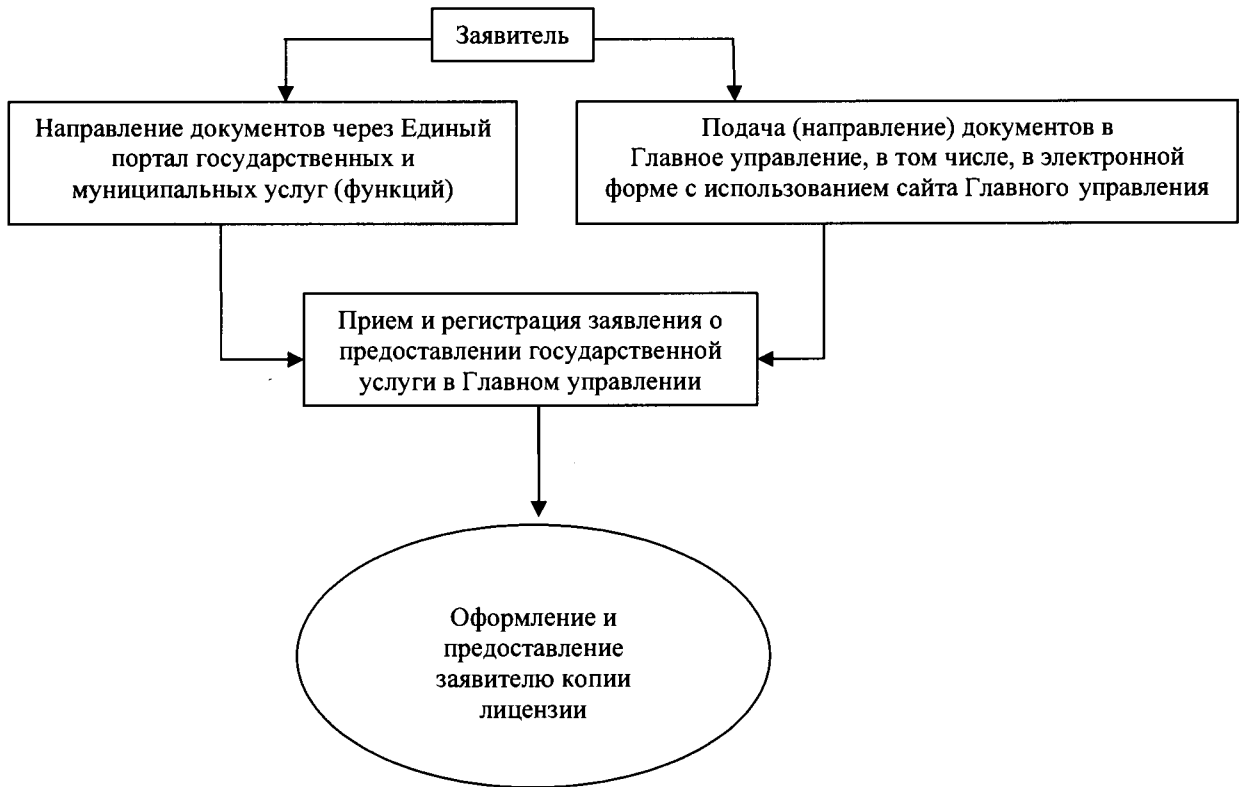 Заявитель
Направление документов через Единый
портал государственных и
муниципальных услуг (функций)
Подача (направление) документов в
Главное управление, в том числе, в электронной
форме с использованием сайта Главного управления
Прием и регистрация заявления о
предоставлении государственной
услуги в Главном управлении
Оформление и
предоставление
заявителю копии
лицензии